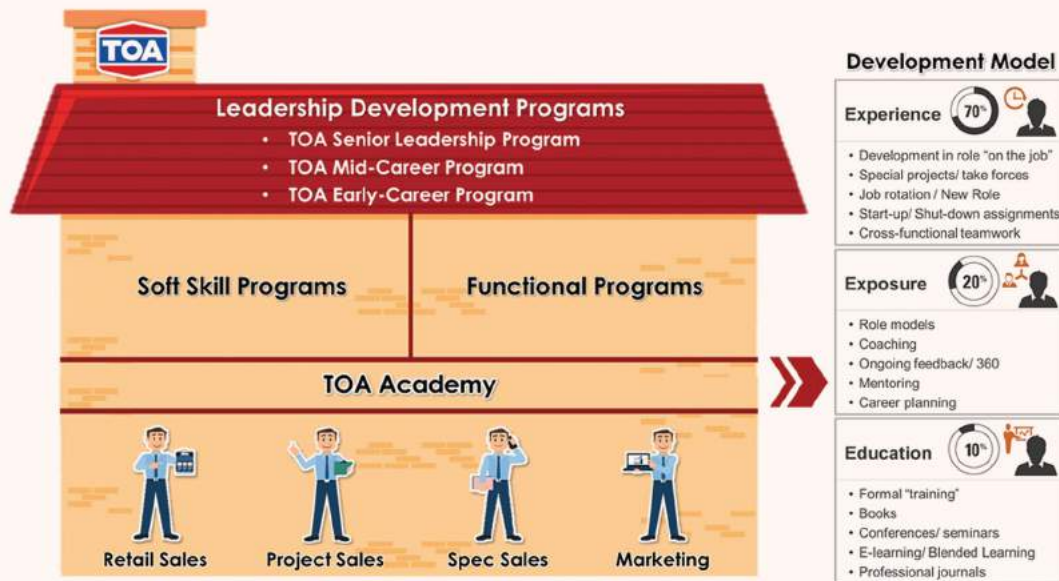 TOA
Leadership Development Programs
• TOA Senior Leadership Program
• TOA Mid-Career Program
• TOA Early-Career Program
Soft Skill Programs
Functional Programs
TOA Academy
Retail Sales
Project Sales
Spec Sales
Marketing
Development Model
Experience
70%
• Development in role "on the job"
• Special projects/ take forces
• Job rotation / New Role
• Start-up/ Shut-down assignments
• Cross-functional teamwork
Exposure
20%
• Role models
• Coaching
• Ongoing feedback/ 360
• Mentoring
• Career planning
Education
10%
• Formal "training"
• Books
• Conferences/ seminars
• E-learning/ Blended Learning
• Professional journals